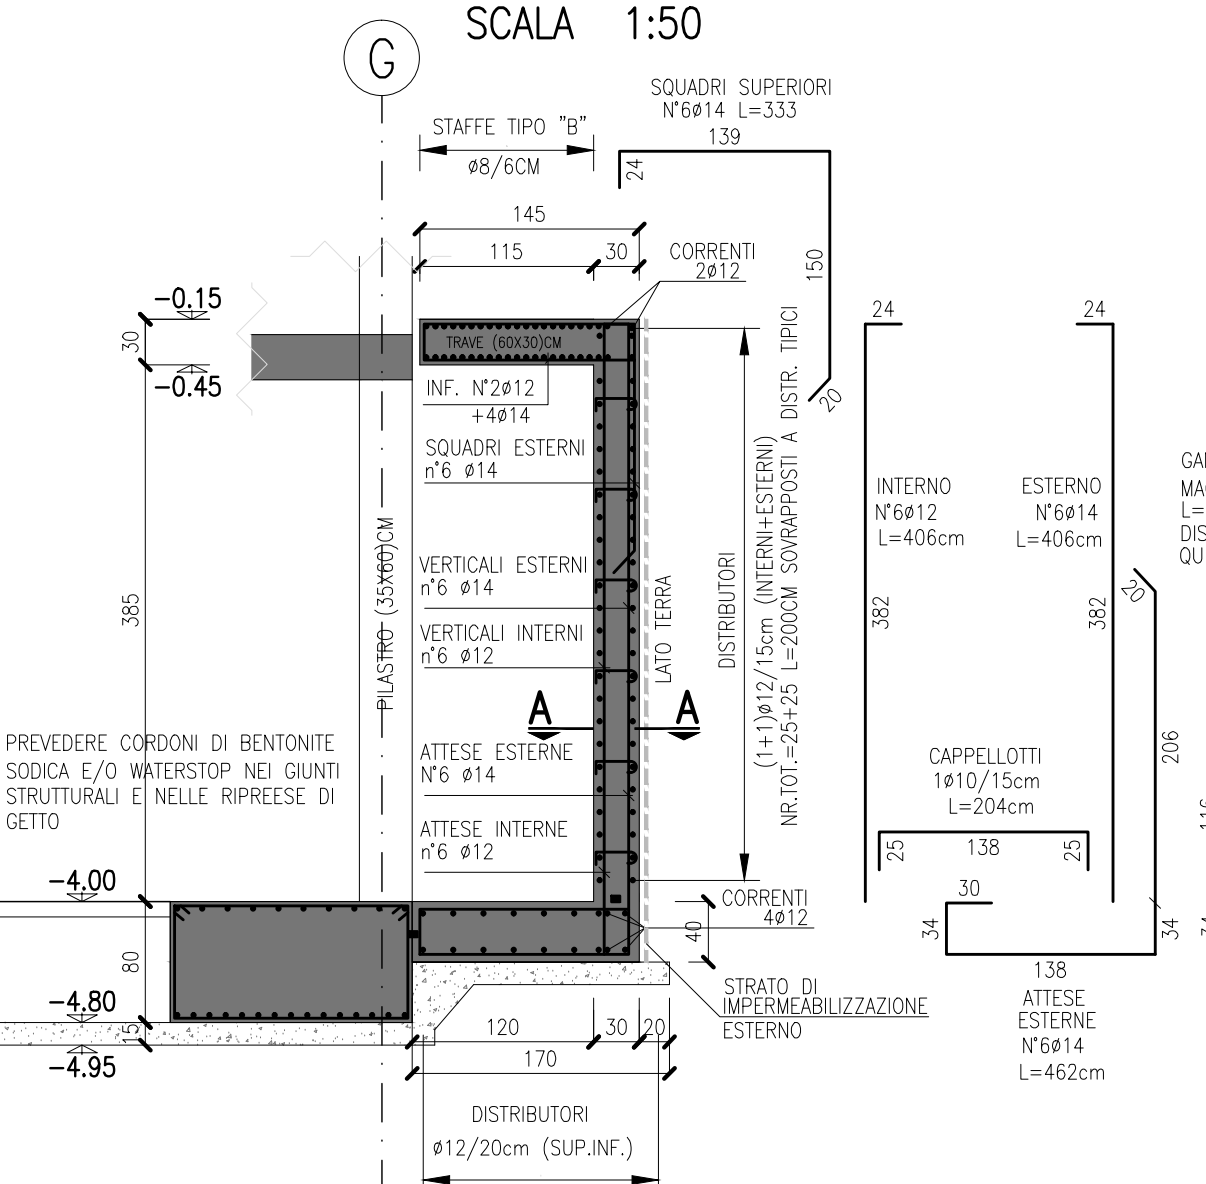 SCALA 1:50
G
SQUADRI SUPERIORI
N°6ø14 L=333
139
24
150
20
STAFFE TIPO "B"
ø8/6CM
145
115
30
CORRENTI
2ø12
-0.15
30
-0.45
TRAVE (60X30)CM
INF. N°2ø12
+4ø14
SQUADRI ESTERNI
n°6 ø14
VERTICALI ESTERNI
n°6 ø14
VERTICALI INTERNI
n°6 ø12
ATTESE ESTERNE
N°6 ø14
ATTESE INTERNE
n°6 ø12
385
PILASTRO (35X60)CM
LATO TERRA
A A
DISTRIBUTORI
(1+1)ø12/15cm (INTERNI+ESTERNI)
NR.TOT.=25+25 L=200CM SOVRAPPOSTI A DISTR. TIPICI
24
24
INTERNO
N°6ø12
L=406cm
382
ESTERNO
N°6ø14
L=406cm
382
GA
MA
L=
DIS
QU
20
206
CAPPELLOTTI
1ø10/15cm
L=204cm
25
138
25
30
34
34
138
ATTESE
ESTERNE
N°6ø14
L=462cm
PREVEDERE CORDONI DI BENTONITE
SODICA E/O WATERSTOP NEI GIUNTI
STRUTTURALI E NELLE RIPREESE DI
GETTO
-4.00
80
-4.80
15
-4.95
CORRENTI
4ø12
40
STRATO DI
IMPERMEABILIZZAZIONE
ESTERNO
120
30
20
170
DISTRIBUTORI
ø12/20cm (SUP.INF.)